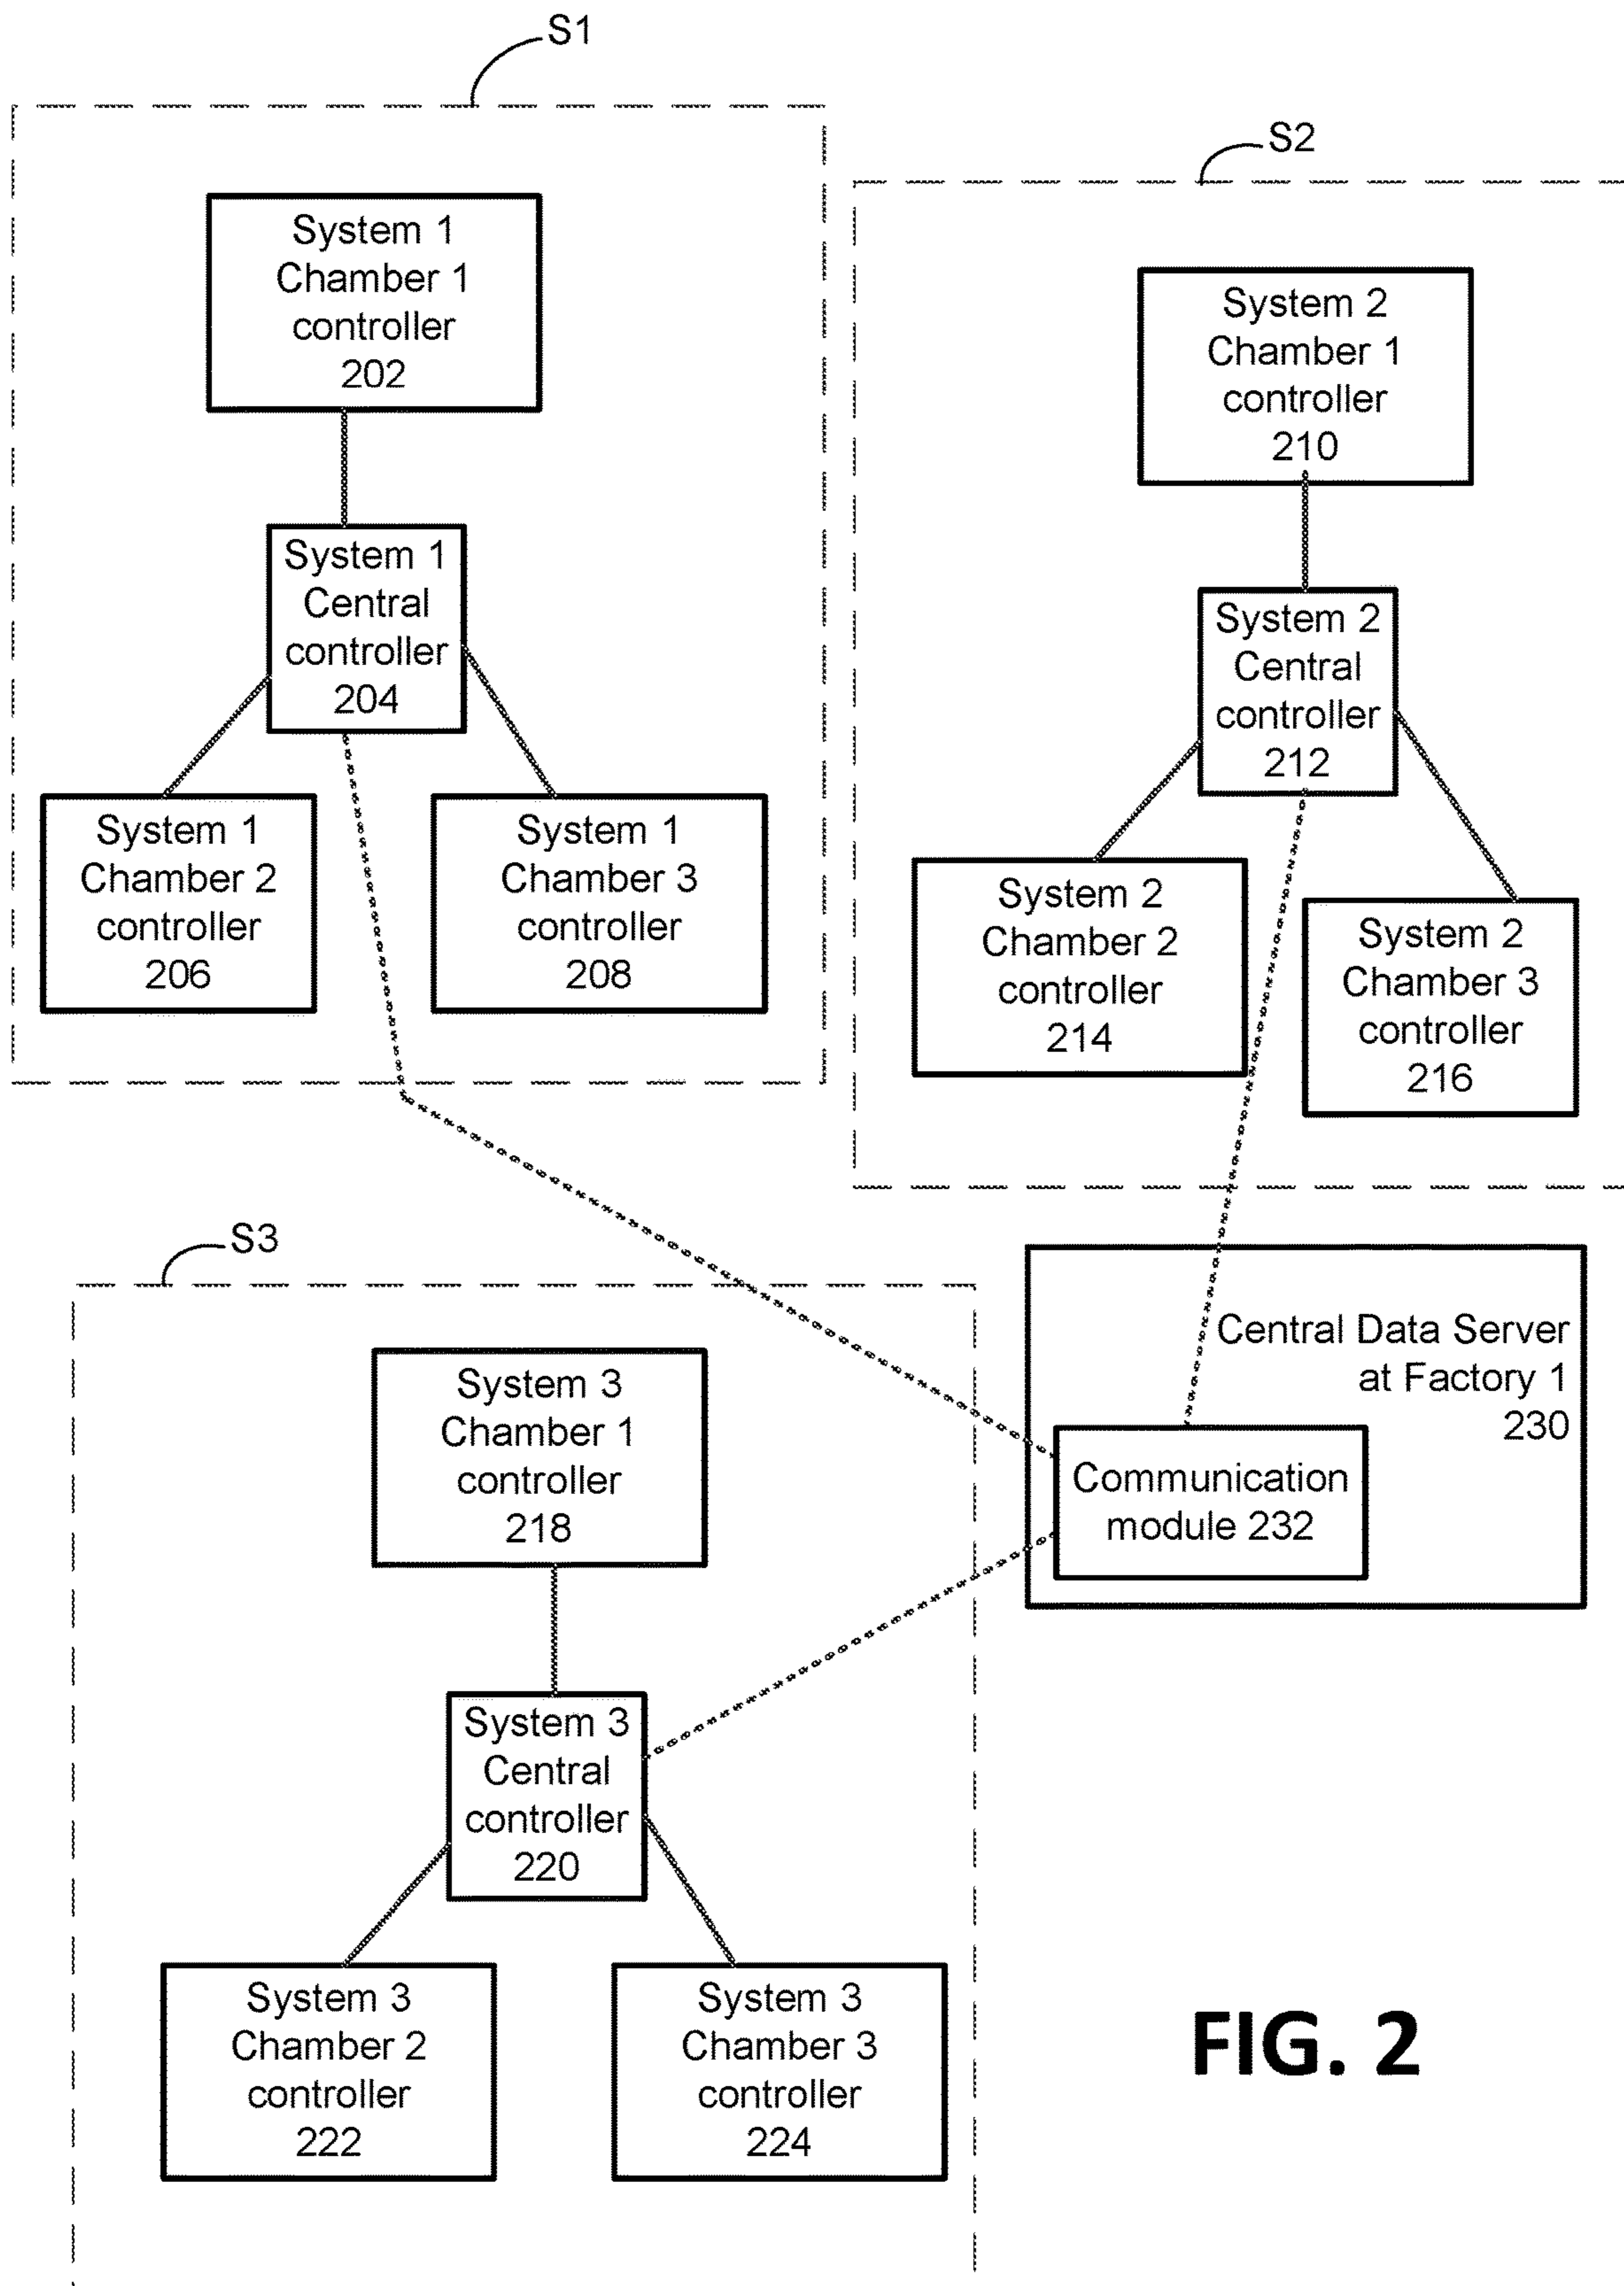 S1
System 1
Chamber 1
controller
202
System 1
Central
controller
204
System 1
Chamber 2
controller
206
System 1
Chamber 3
controller
208
S2
System 2
Chamber 1
controller
210
System 2
Central
controller
212
System 2
Chamber 2
controller
214
System 2
Chamber 3
controller
216
S3
System 3
Chamber 1
controller
218
System 3
Central
controller
220
System 3
Chamber 2
controller
222
System 3
Chamber 3
controller
224
Central Data Server
at Factory 1
230
Communication
module 232
FIG. 2